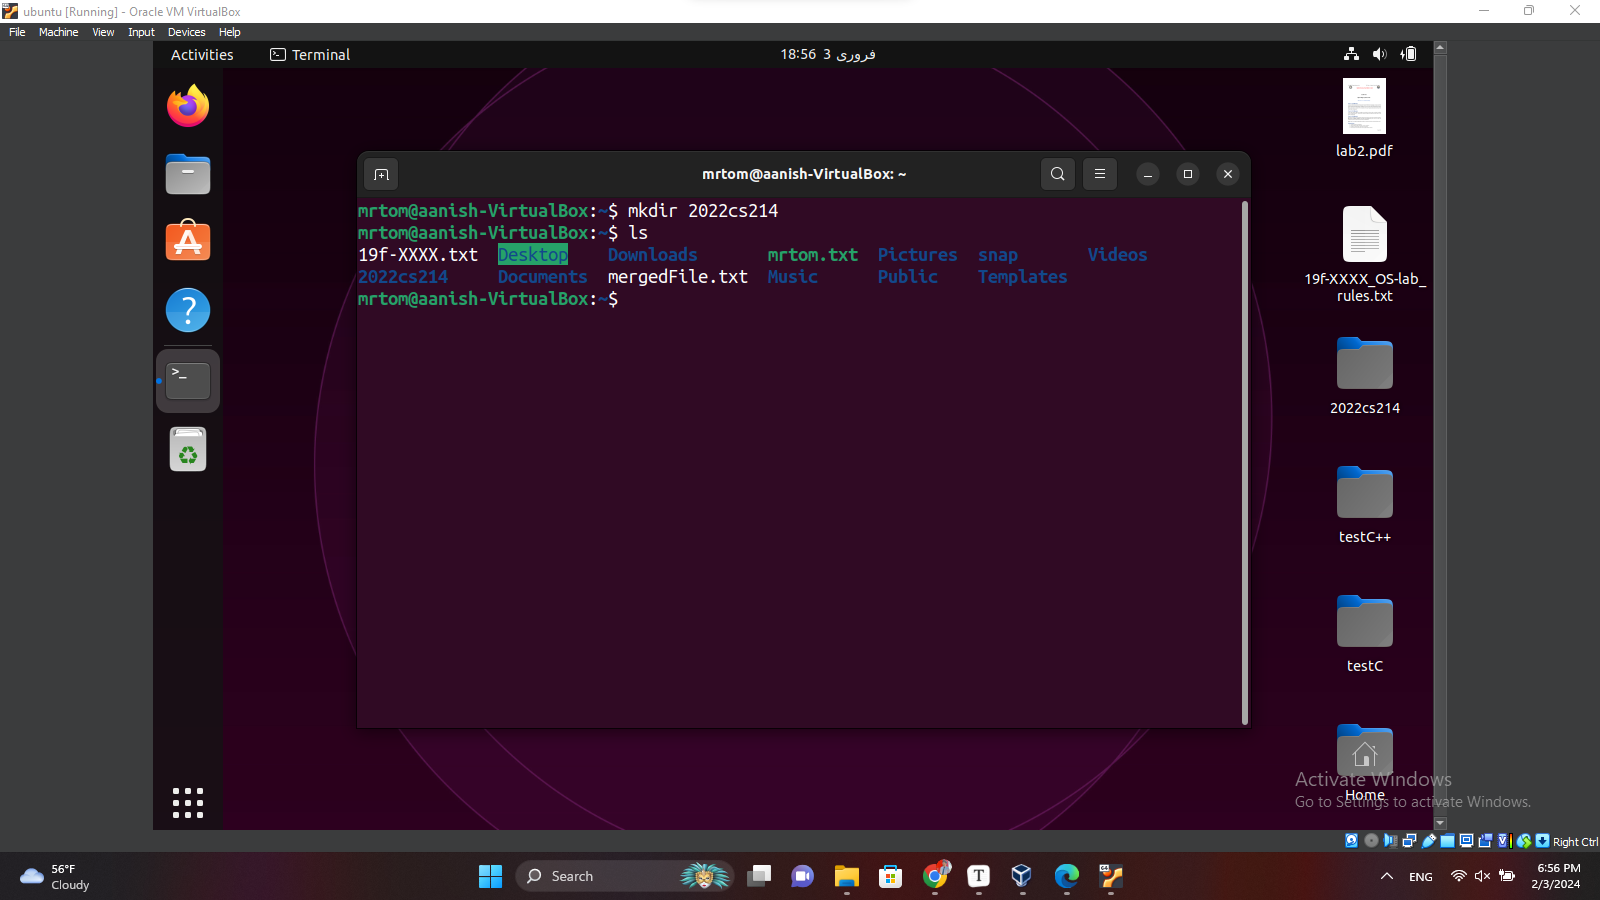 ubuntu [Running] - Oracle VM VirtualBox
File Machine View Input Devices Help
Activities Terminal 18:56 3 فروری
lab2.pdf
mrtom@aanish-VirtualBox: ~
mrtom@aanish-VirtualBox:~$ mkdir 2022cs214
mrtom@aanish-VirtualBox:~$ ls
19f-XXXX.txt Desktop Downloads mrtom.txt Pictures snap Videos
2022cs214 Documents mergedFile.txt Music Public Templates
mrtom@aanish-VirtualBox:~$
19f-XXXX_OS-lab_
rules.txt
2022cs214
testC++
testC
Home
Activate Windows
Go to Settings to activate Windows.
Right Ctrl
56°F
Cloudy
Search
ENG
6:56 PM
2/3/2024